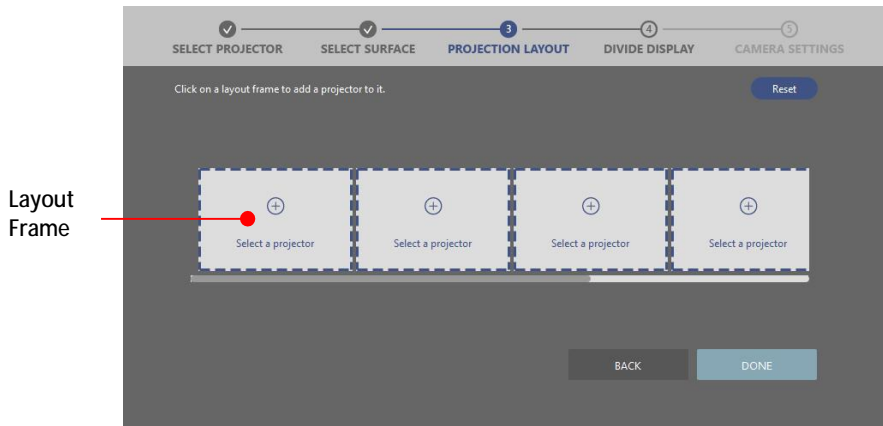 3
4
5
SELECT PROJECTOR
SELECT SURFACE
PROJECTION LAYOUT
DIVIDE DISPLAY
CAMERA SETTINGS
Click on a layout frame to add a projector to it.
Reset
Layout
Frame
Select a projector
Select a projector
Select a projector
Select a projector
BACK
DONE